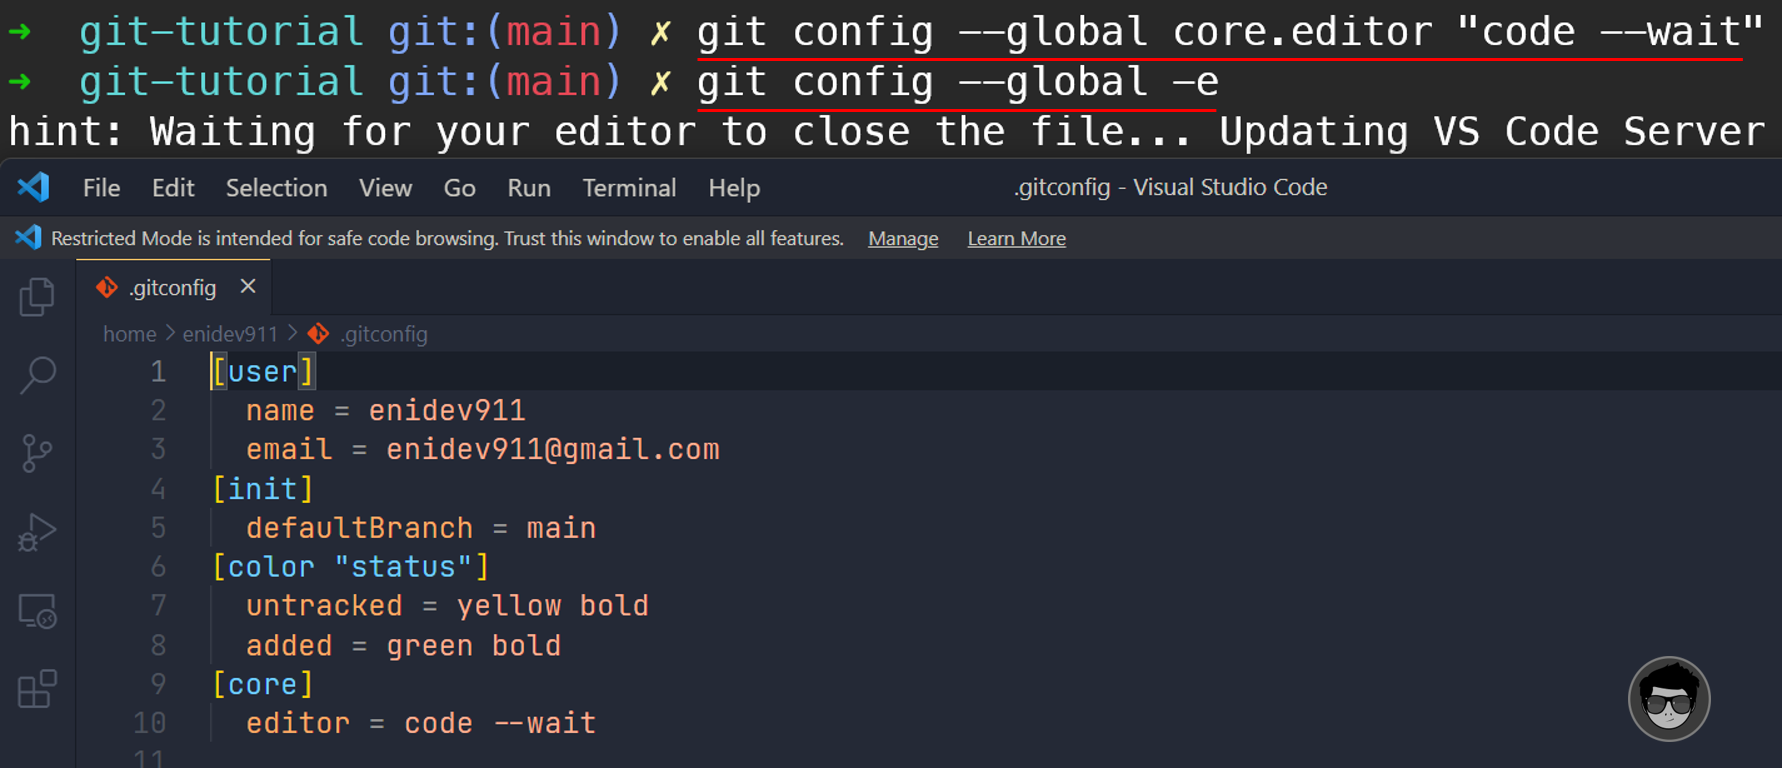 ➜ git-tutorial git:(main) ✗ git config --global core.editor "code --wait"
➜ git-tutorial git:(main) ✗ git config --global -e
hint: Waiting for your editor to close the file... Updating VS Code Server
File Edit Selection View Go Run Terminal Help .gitconfig - Visual Studio Code
Restricted Mode is intended for safe code browsing. Trust this window to enable all features. Manage Learn More
.gitconfig
home > enidev911 > .gitconfig
1 [user]
2 name = enidev911
3 email = enidev911@gmail.com
4 [init]
5 defaultBranch = main
6 [color "status"]
7 untracked = yellow bold
8 added = green bold
9 [core]
10 editor = code --wait
11